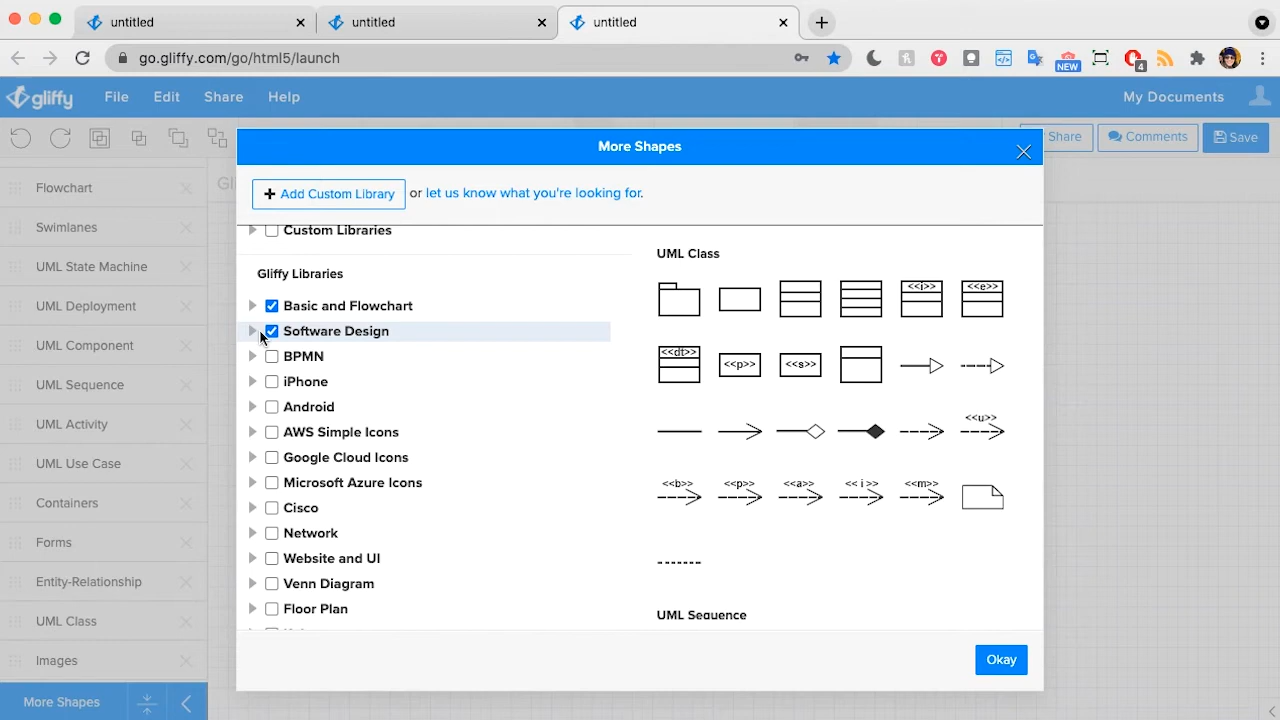 untitled
untitled
untitled
go.gliffy.com/go/html5/launch
NEW
4
gliffy
File
Edit
Share
Help
My Documents
Share
Comments
Save
More Shapes
Add Custom Library or let us know what you're looking for.
Flowchart
Swimlanes
UML State Machine
UML Deployment
UML Component
UML Sequence
UML Activity
UML Use Case
Containers
Forms
Entity-Relationship
UML Class
Images
More Shapes
Custom Libraries
Gliffy Libraries
Basic and Flowchart
Software Design
BPMN
iPhone
Android
AWS Simple Icons
Google Cloud Icons
Microsoft Azure Icons
Cisco
Network
Website and UI
Venn Diagram
Floor Plan
UML Class
<<i>>
<<e>>
<<dt>>
<<p>>
<<s>>
<<u>>
<<b>>
<<p>>
<<a>>
<< i >>
<<m>>
UML Sequence
Okay